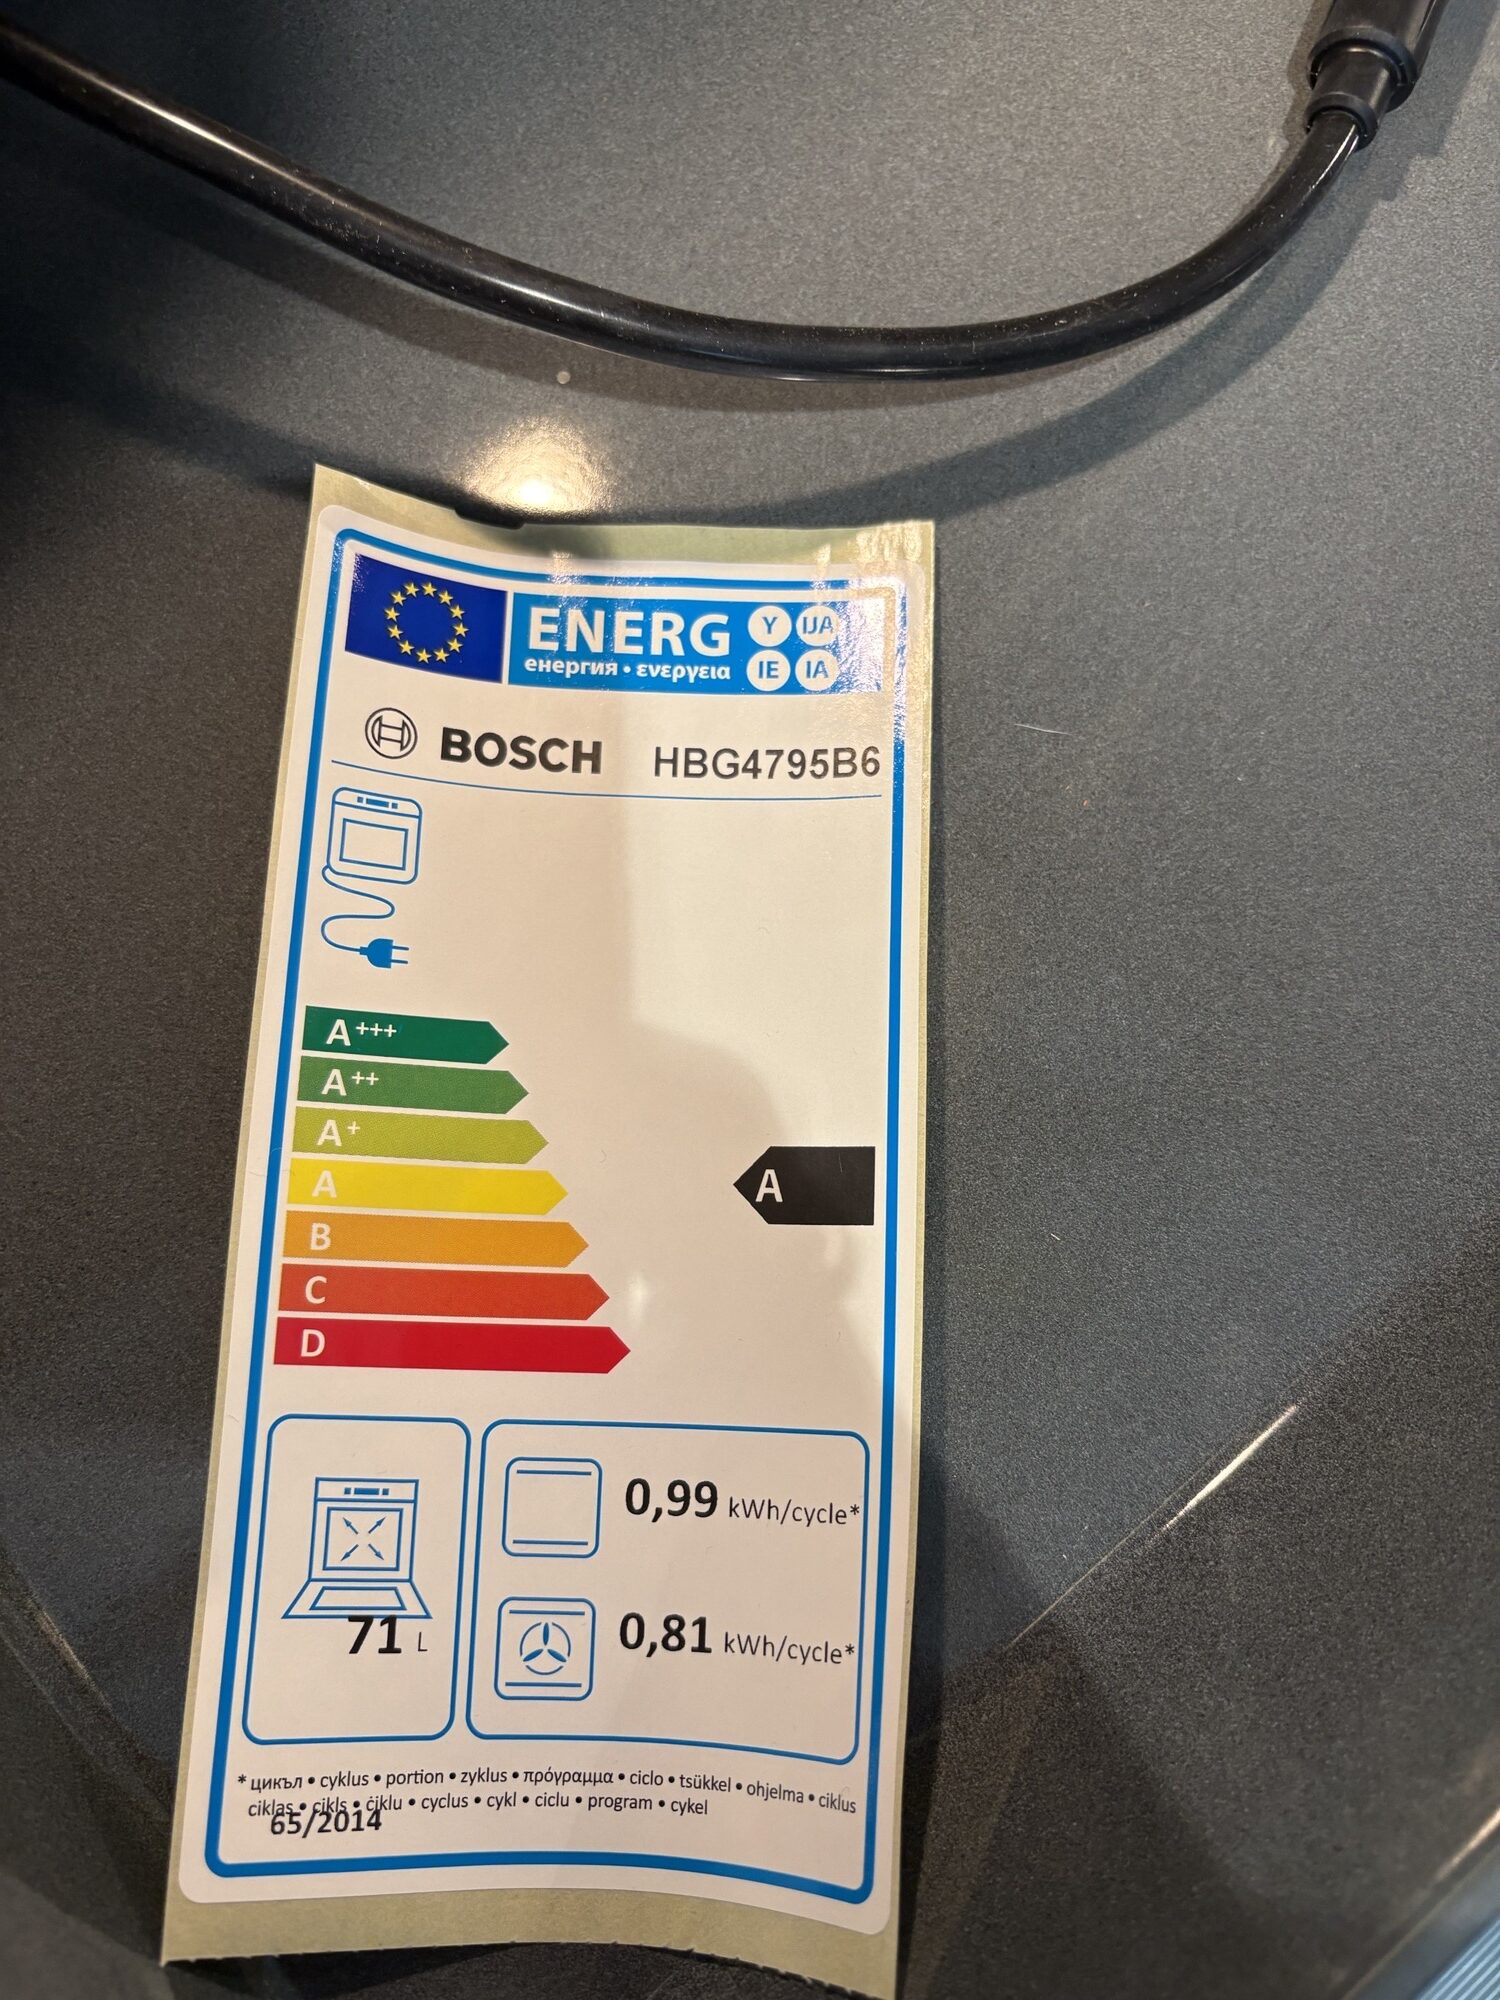 ENERG Y IJA
енергия • ενεργεια IE IA
BOSCH HBG4795B6
A+++
A++
A+
A
A
B
C
D
0,99 kWh/cycle*
71 L
0,81 kWh/cycle*
* цикъл • cyklus • portion • zyklus • πρόγραμμα • ciclo • tsükkel • ohjelma • ciklus
ciklas • cikls • ċiklu • cyclus • cykl • ciclu • program • cykel
65/2014